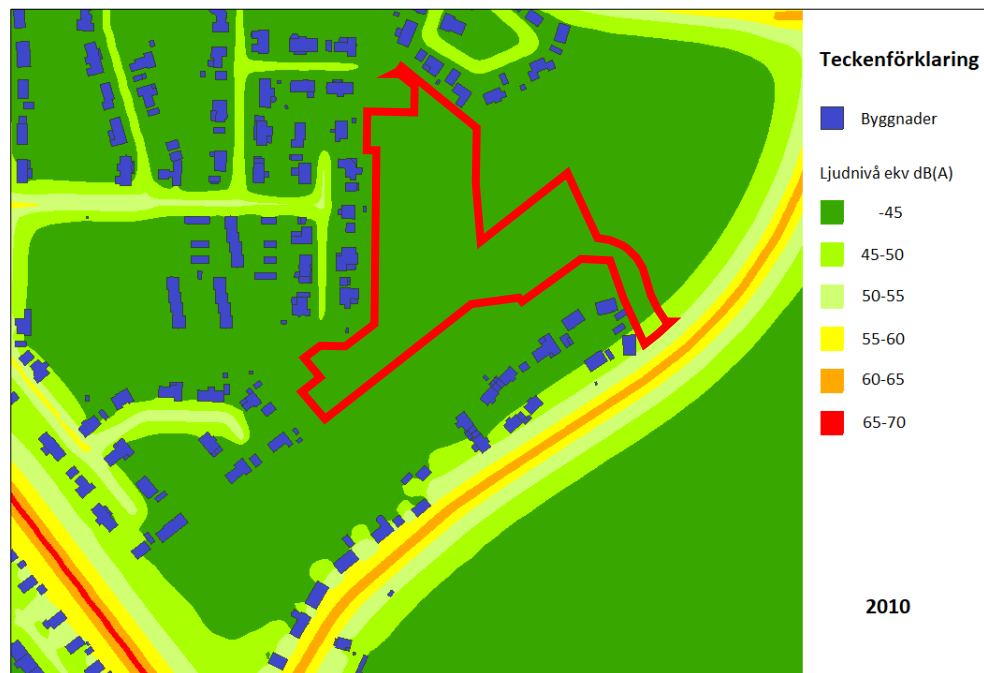 Teckenförklaring
Byggnader
Ljudnivå ekv dB(A)
-45
45-50
50-55
55-60
60-65
65-70
2010